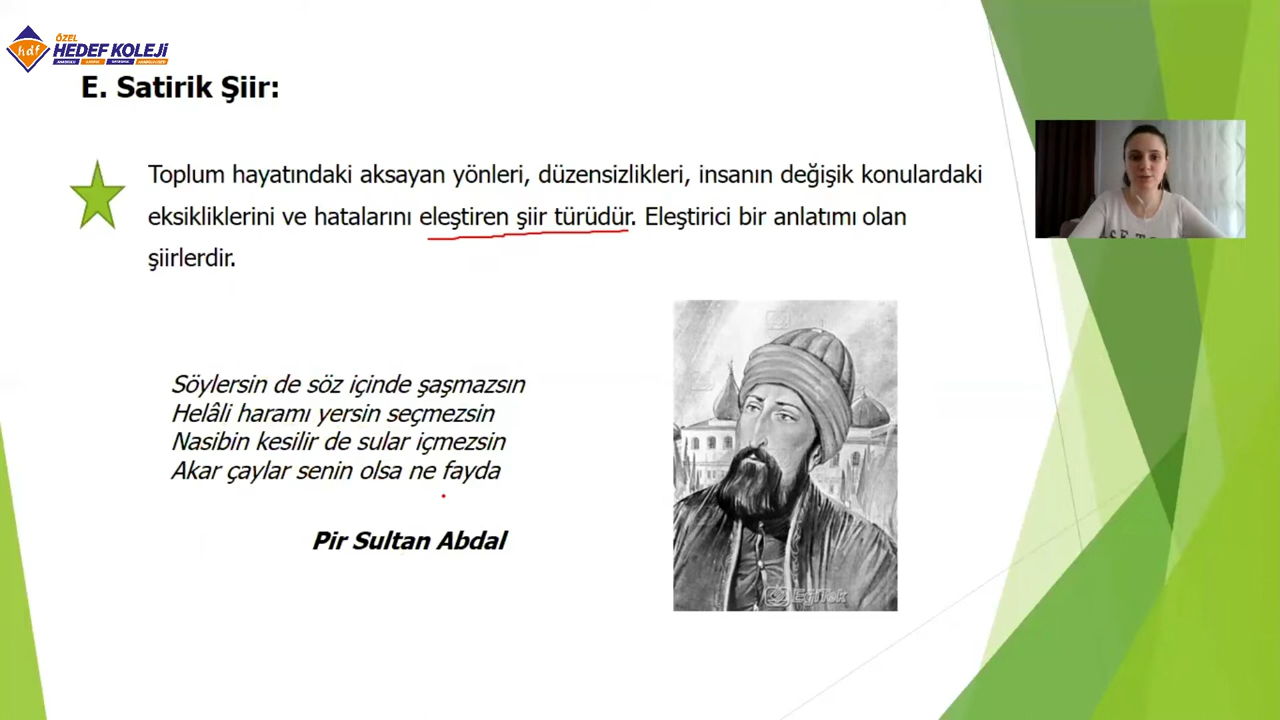 ÖZEL
HEDEF KOLEJİ
hdf
E. Satirik Şiir:
Toplum hayatındaki aksayan yönleri, düzensizlikleri, insanın değişik konulardaki
eksikliklerini ve hatalarını eleştiren şiir türüdür. Eleştirici bir anlatımı olan
şiirlerdir.
Söylersin de söz içinde şaşmazsın
Helâli haramı yersin seçmezsin
Nasibin kesilir de sular içmezsin
Akar çaylar senin olsa ne fayda
Pir Sultan Abdal
EğiTek